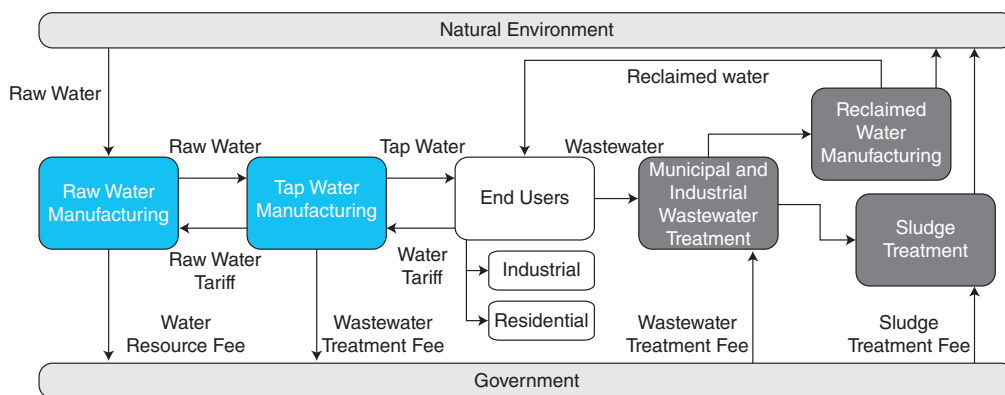 Natural Environment
Raw Water
Reclaimed water
Reclaimed
Water
Manufacturing
Raw Water
Tap Water
Wastewater
Raw Water
Manufacturing
Tap Water
Manufacturing
End Users
Municipal and
Industrial
Wastewater
Treatment
Sludge
Treatment
Raw Water
Tariff
Water
Tariff
Industrial
Residential
Water
Resource Fee
Wastewater
Treatment Fee
Wastewater
Treatment Fee
Sludge
Treatment Fee
Government